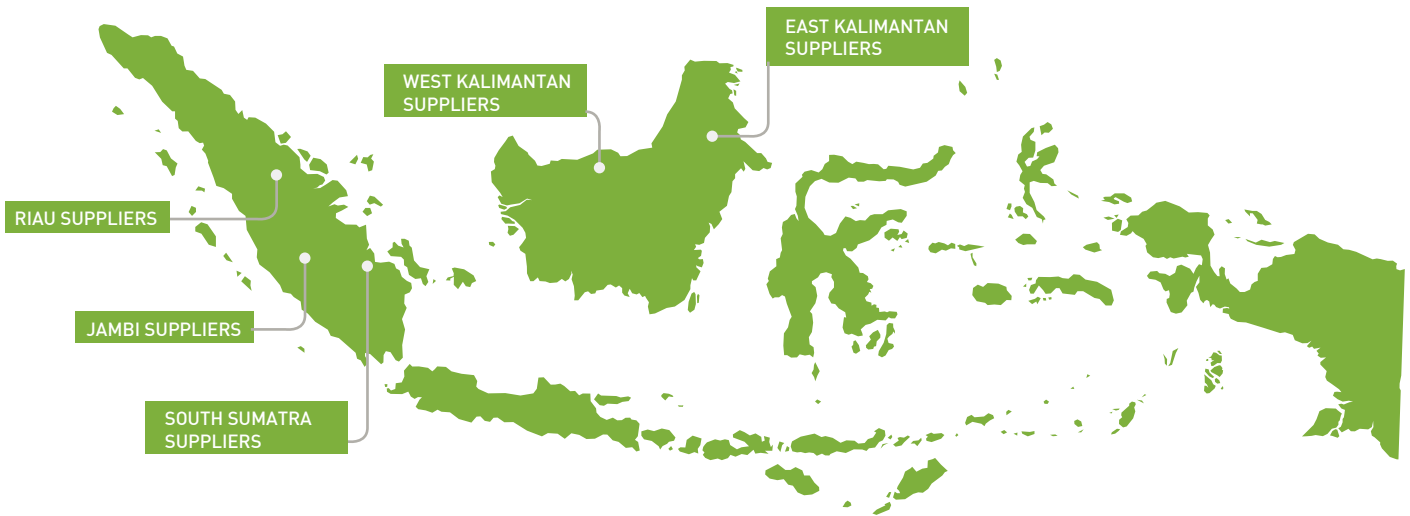 EAST KALIMANTAN
SUPPLIERS
WEST KALIMANTAN
SUPPLIERS
RIAU SUPPLIERS
JAMBI SUPPLIERS
SOUTH SUMATRA
SUPPLIERS